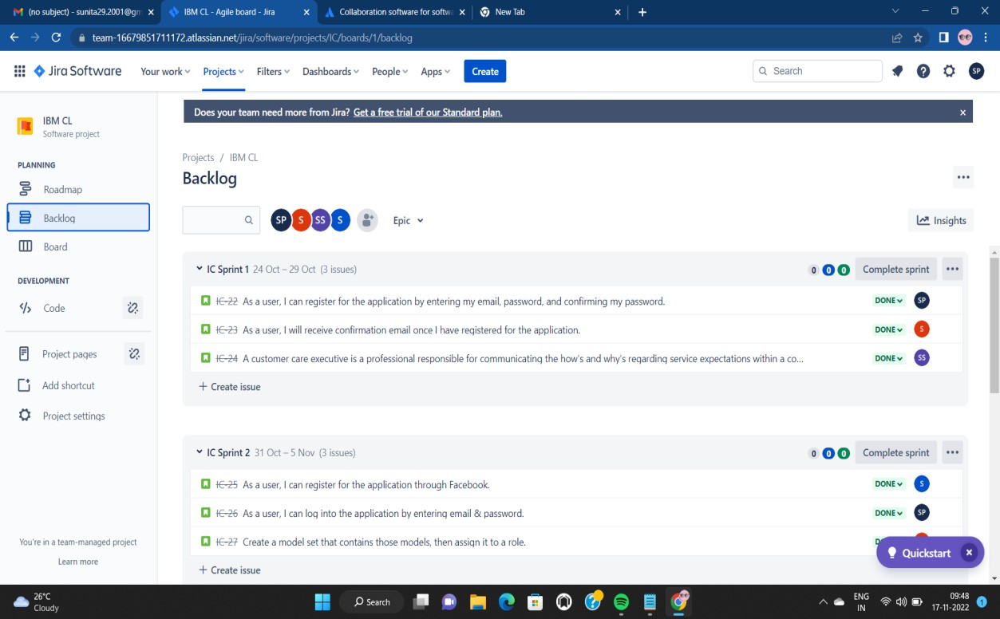 (no subject) - sunita29.2001@gm
IBM CL - Agile board - Jira
Collaboration software for softw
New Tab
team-16679851711172.atlassian.net/jira/software/projects/IC/boards/1/backlog
Jira Software
Your work
Projects
Filters
Dashboards
People
Apps
Create
Search
SP
IBM CL
Software project
PLANNING
Roadmap
Backlog
Board
DEVELOPMENT
Code
Project pages
Add shortcut
Project settings
You're in a team-managed project
Learn more
Does your team need more from Jira? Get a free trial of our Standard plan.
Projects / IBM CL
Backlog
SP S SS S
Epic
Insights
IC Sprint 1 24 Oct – 29 Oct (3 issues) 0 0 0 Complete sprint
IC-22 As a user, I can register for the application by entering my email, password, and confirming my password. DONE SP
IC-23 As a user, I will receive confirmation email once I have registered for the application. DONE S
IC-24 A customer care executive is a professional responsible for communicating the how's and why's regarding service expectations within a co... DONE SS
+ Create issue
IC Sprint 2 31 Oct – 5 Nov (3 issues) 0 0 0 Complete sprint
IC-25 As a user, I can register for the application through Facebook. DONE S
IC-26 As a user, I can log into the application by entering email & password. DONE SP
IC-27 Create a model set that contains those models, then assign it to a role.
Quickstart
+ Create issue
26°C
Cloudy
Search
ENG
IN
09:48
17-11-2022
1